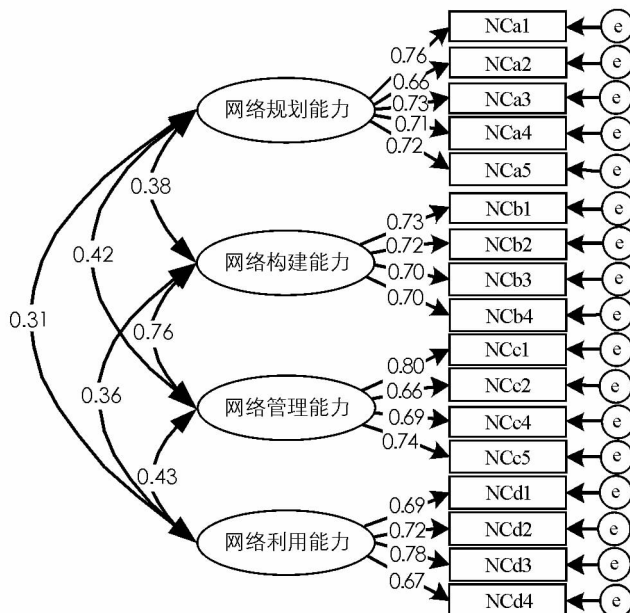 NCa1
e
0.76
NCa2
e
0.66
网络规划能力
0.73
NCa3
e
0.71
NCa4
e
0.72
NCa5
e
0.38
NCb1
e
0.73
0.42
0.72
NCb2
e
网络构建能力
0.70
NCb3
e
0.70
NCb4
e
0.31
0.76
NCc1
e
0.80
0.36
0.66
NCc2
e
网络管理能力
0.69
NCc4
e
0.74
NCc5
e
0.43
NCd1
e
0.69
0.72
NCd2
e
网络利用能力
0.78
NCd3
e
0.67
NCd4
e